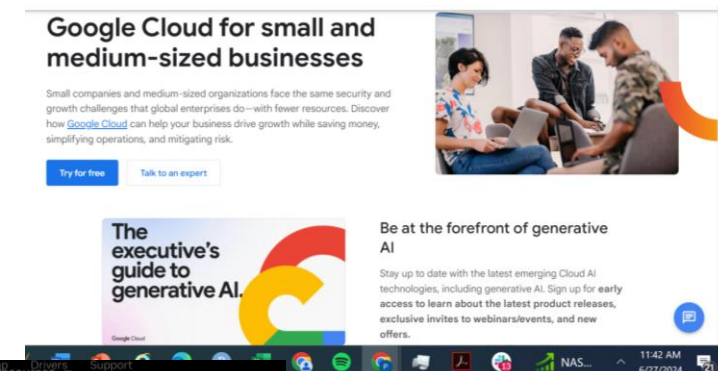 Google Cloud for small and
medium-sized businesses
Small companies and medium-sized organizations face the same security and
growth challenges that global enterprises do—with fewer resources. Discover
how Google Cloud can help your business drive growth while saving money,
simplifying operations, and mitigating risk.
Try for free
Talk to an expert
The
executive's
guide to
generative AI.
Google Cloud
Be at the forefront of generative
AI
Stay up to date with the latest emerging Cloud AI
technologies, including generative AI. Sign up for early
access to learn about the latest product releases,
exclusive invites to webinars/events, and new
offers.
Drivers Support
13
NAS...
11:42 AM
6/27/2024
21